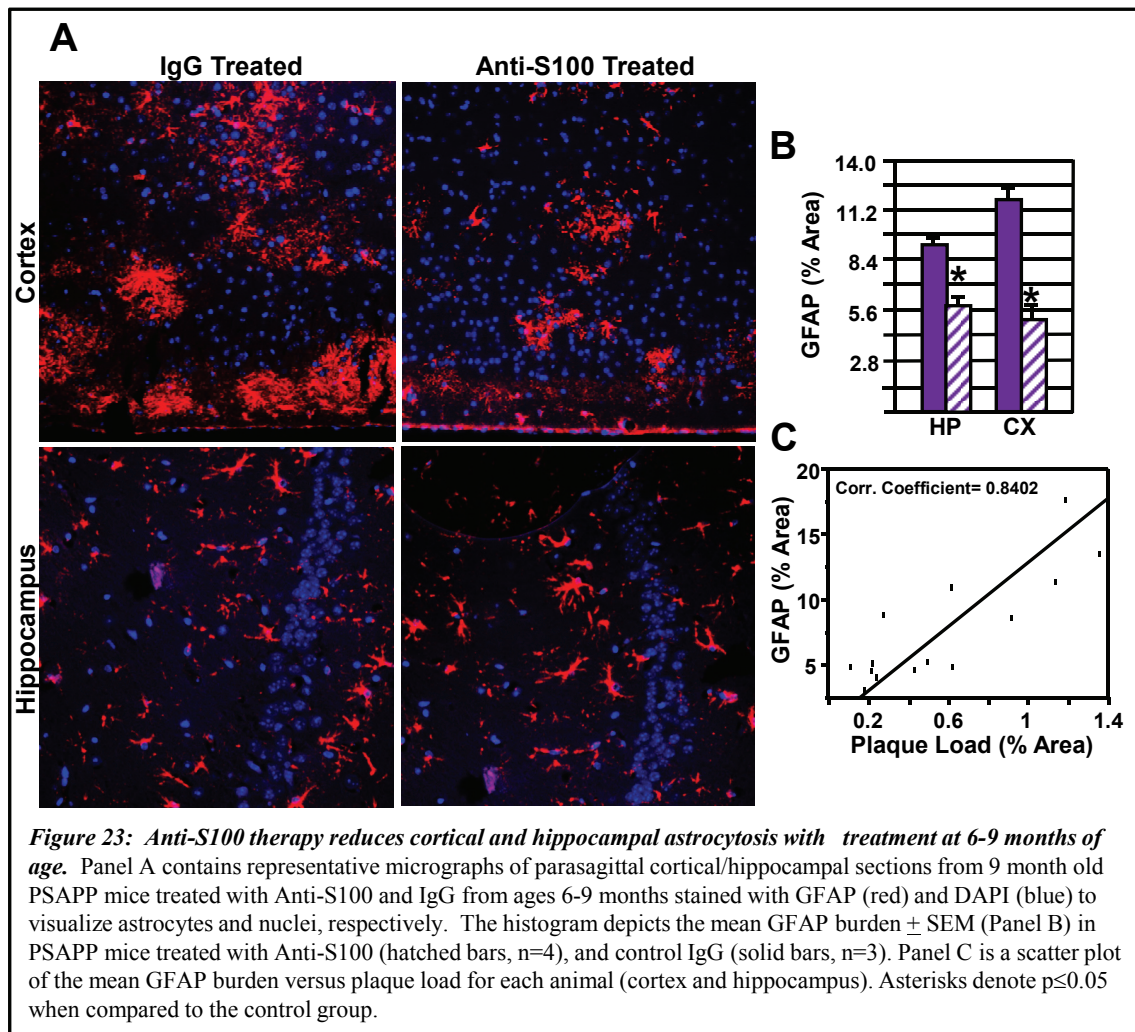 A
IgG Treated
Anti-S100 Treated
Cortex
Hippocampus
B
GFAP (% Area)
14.0
11.2
8.4
5.6
2.8
*
*
HP
CX
C
GFAP (% Area)
20
15
10
5
Corr. Coefficient= 0.8402
0.2
0.6
1
1.4
Plaque Load (% Area)
Figure 23: Anti-S100 therapy reduces cortical and hippocampal astrocytosis with treatment at 6-9 months of
age. Panel A contains representative micrographs of parasagittal cortical/hippocampal sections from 9 month old
PSAPP mice treated with Anti-S100 and IgG from ages 6-9 months stained with GFAP (red) and DAPI (blue) to
visualize astrocytes and nuclei, respectively. The histogram depicts the mean GFAP burden ± SEM (Panel B) in
PSAPP mice treated with Anti-S100 (hatched bars, n=4), and control IgG (solid bars, n=3). Panel C is a scatter plot
of the mean GFAP burden versus plaque load for each animal (cortex and hippocampus). Asterisks denote p≤0.05
when compared to the control group.